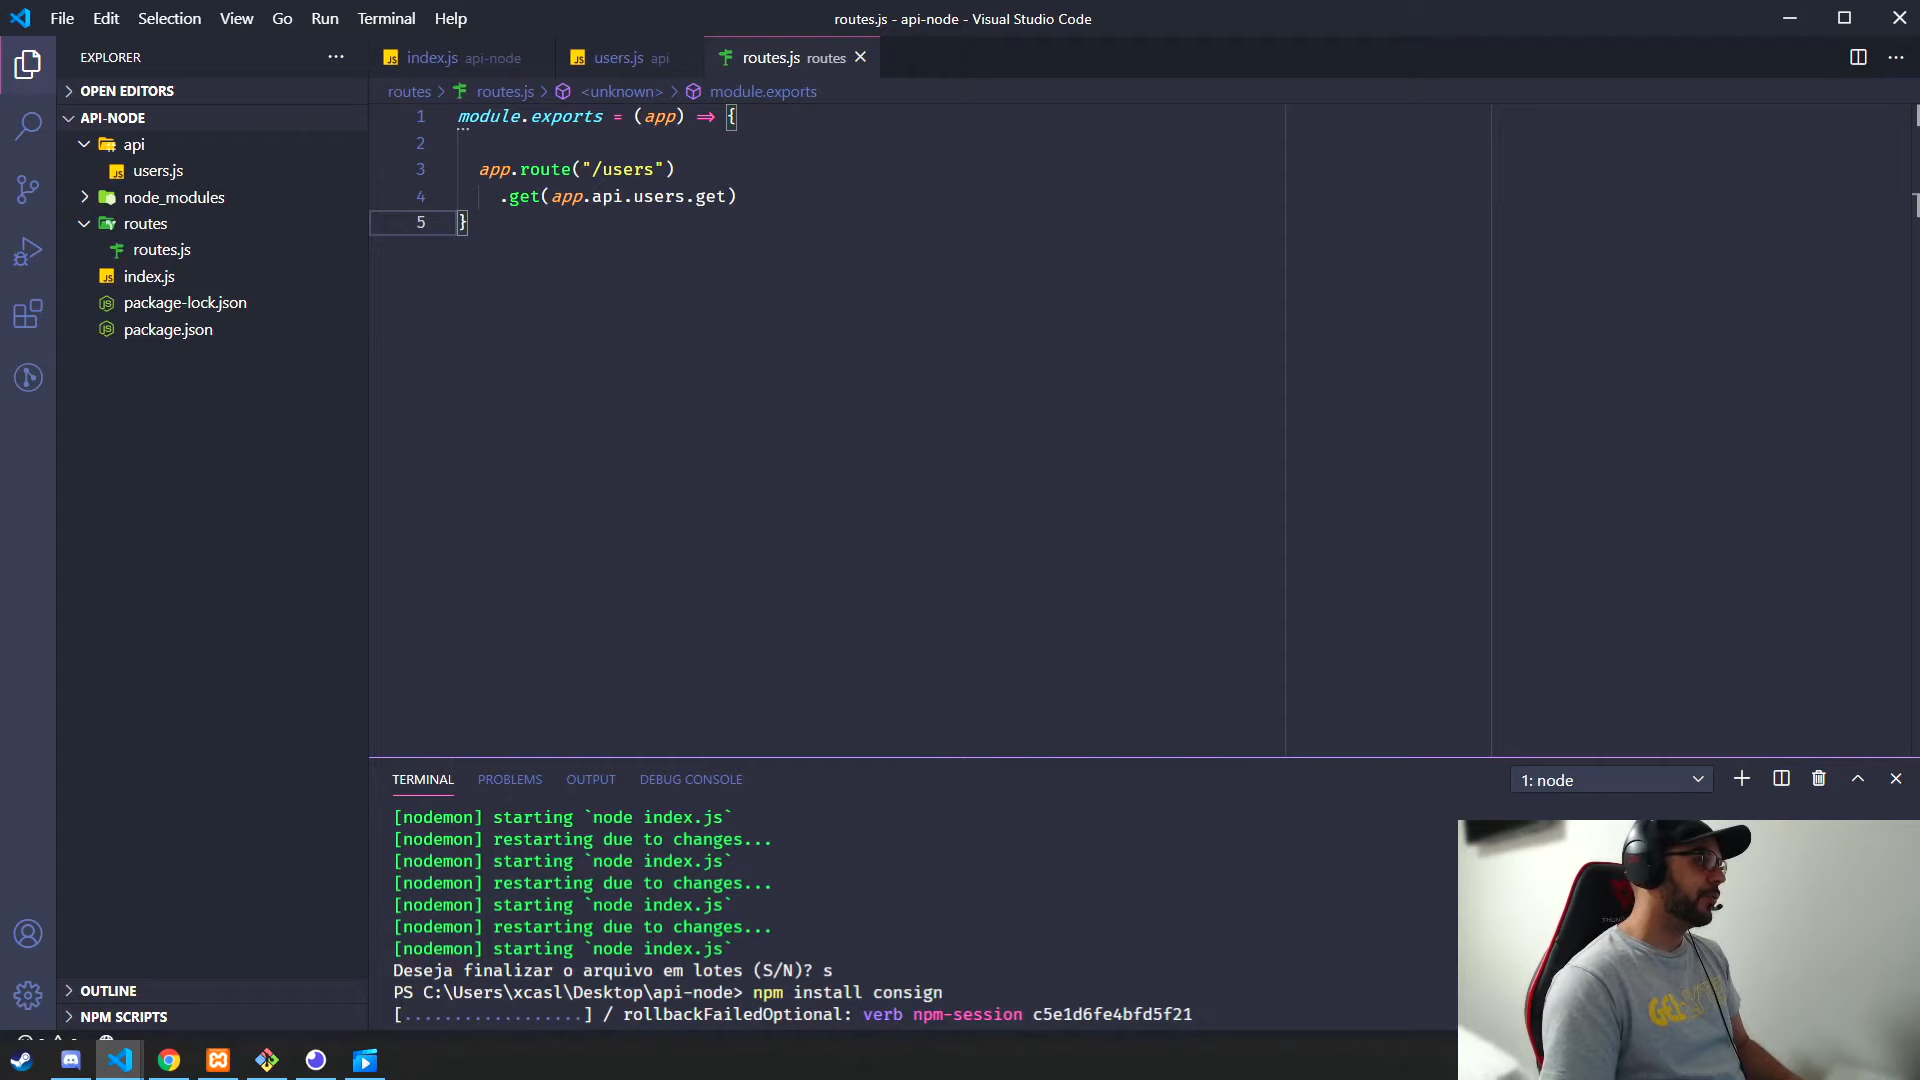 File Edit Selection View Go Run Terminal Help
routes.js - api-node - Visual Studio Code
EXPLORER
OPEN EDITORS
API-NODE
api
users.js
node_modules
routes
routes.js
index.js
package-lock.json
package.json
OUTLINE
NPM SCRIPTS
index.js api-node
users.js api
routes.js routes
routes > routes.js > <unknown> > module.exports
1 module.exports = (app) => {
2
3 app.route("/users")
4 .get(app.api.users.get)
5 }
TERMINAL PROBLEMS OUTPUT DEBUG CONSOLE
1: node
[nodemon] starting `node index.js`
[nodemon] restarting due to changes...
[nodemon] starting `node index.js`
[nodemon] restarting due to changes...
[nodemon] starting `node index.js`
[nodemon] restarting due to changes...
[nodemon] starting `node index.js`
Deseja finalizar o arquivo em lotes (S/N)? s
PS C:\Users\xcasl\Desktop\api-node> npm install consign
[..................] / rollbackFailedOptional: verb npm-session c5e1d6fe4bfd5f21